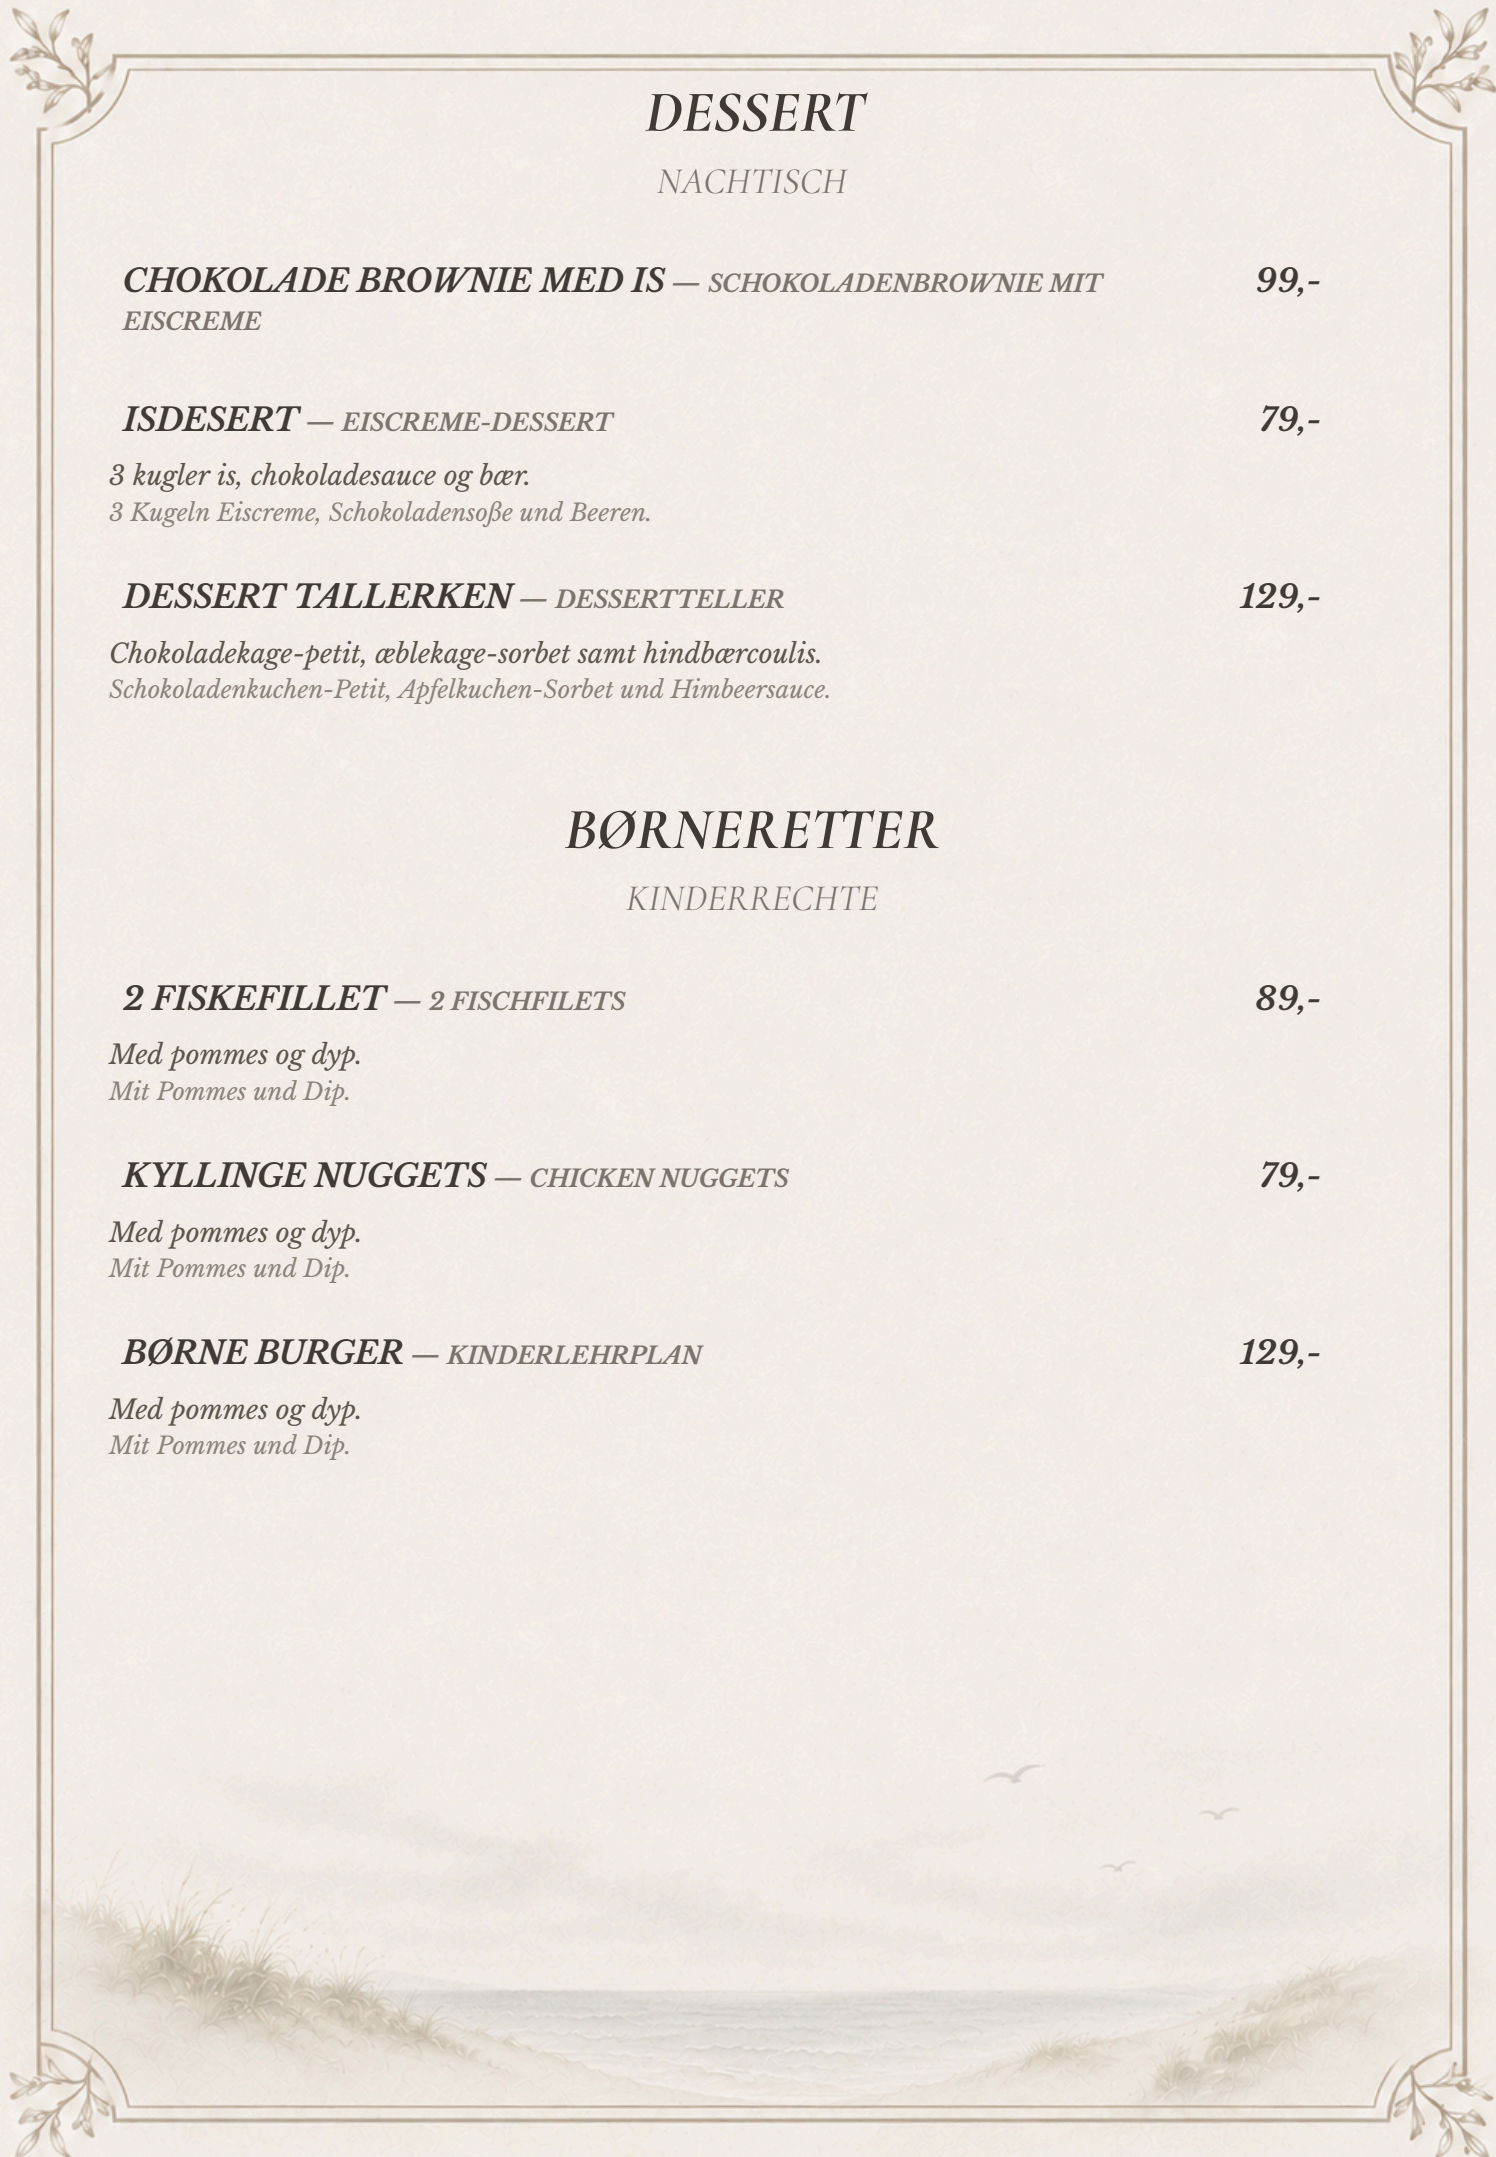 DESSERT
NACHTISCH
CHOKOLADE BROWNIE MED IS — SCHOKOLADENBROWNIE MIT 99,-
EISCREME
ISDESERT — EISCREME-DESSERT 79,-
3 kugler is, chokoladesauce og bær.
3 Kugeln Eiscreme, Schokoladensoße und Beeren.
DESSERT TALLERKEN — DESSERTTELLER 129,-
Chokoladekage-petit, æblekage-sorbet samt hindbærcoulis.
Schokoladenkuchen-Petit, Apfelkuchen-Sorbet und Himbeersauce.
BØRNERETTER
KINDERRECHTE
2 FISKEFILLET — 2 FISCHFILETS 89,-
Med pommes og dyp.
Mit Pommes und Dip.
KYLLINGE NUGGETS — CHICKEN NUGGETS 79,-
Med pommes og dyp.
Mit Pommes und Dip.
BØRNE BURGER — KINDERLEHRPLAN 129,-
Med pommes og dyp.
Mit Pommes und Dip.